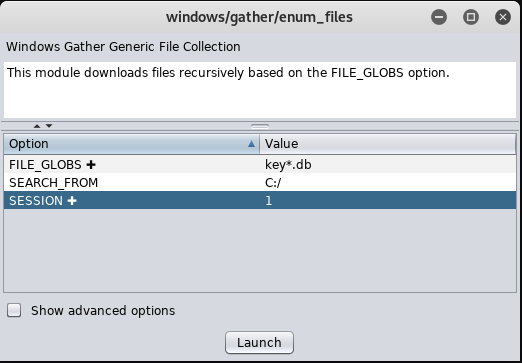 windows/gather/enum_files
Windows Gather Generic File Collection
This module downloads files recursively based on the FILE_GLOBS option.
Option Value
FILE_GLOBS ✚ key*.db
SEARCH_FROM C:/
SESSION ✚ 1
Show advanced options
Launch